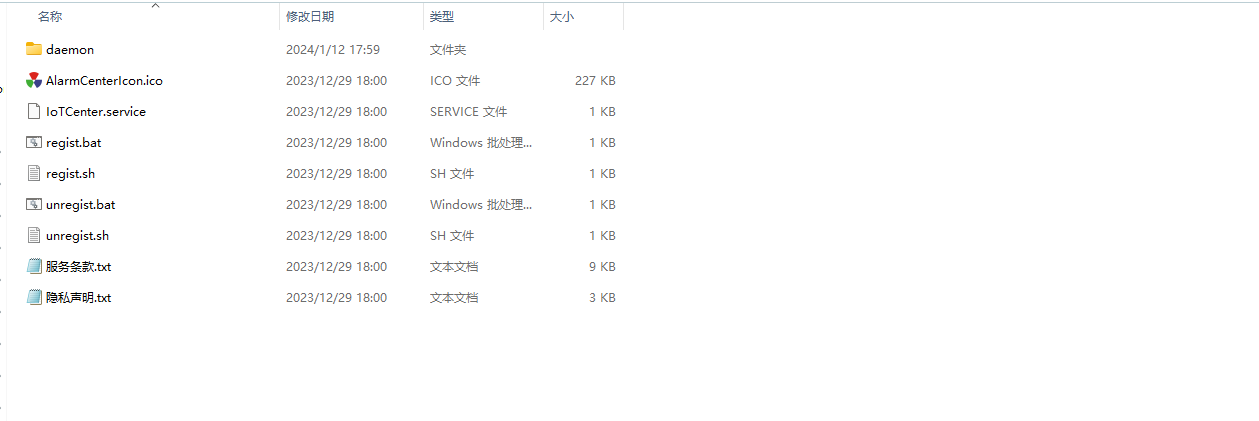 名称 修改日期 类型 大小
daemon 2024/1/12 17:59 文件夹
AlarmCenterIcon.ico 2023/12/29 18:00 ICO 文件 227 KB
IoTCenter.service 2023/12/29 18:00 SERVICE 文件 1 KB
regist.bat 2023/12/29 18:00 Windows 批处理... 1 KB
regist.sh 2023/12/29 18:00 SH 文件 1 KB
unregist.bat 2023/12/29 18:00 Windows 批处理... 1 KB
unregist.sh 2023/12/29 18:00 SH 文件 1 KB
服务条款.txt 2023/12/29 18:00 文本文档 9 KB
隐私声明.txt 2023/12/29 18:00 文本文档 3 KB